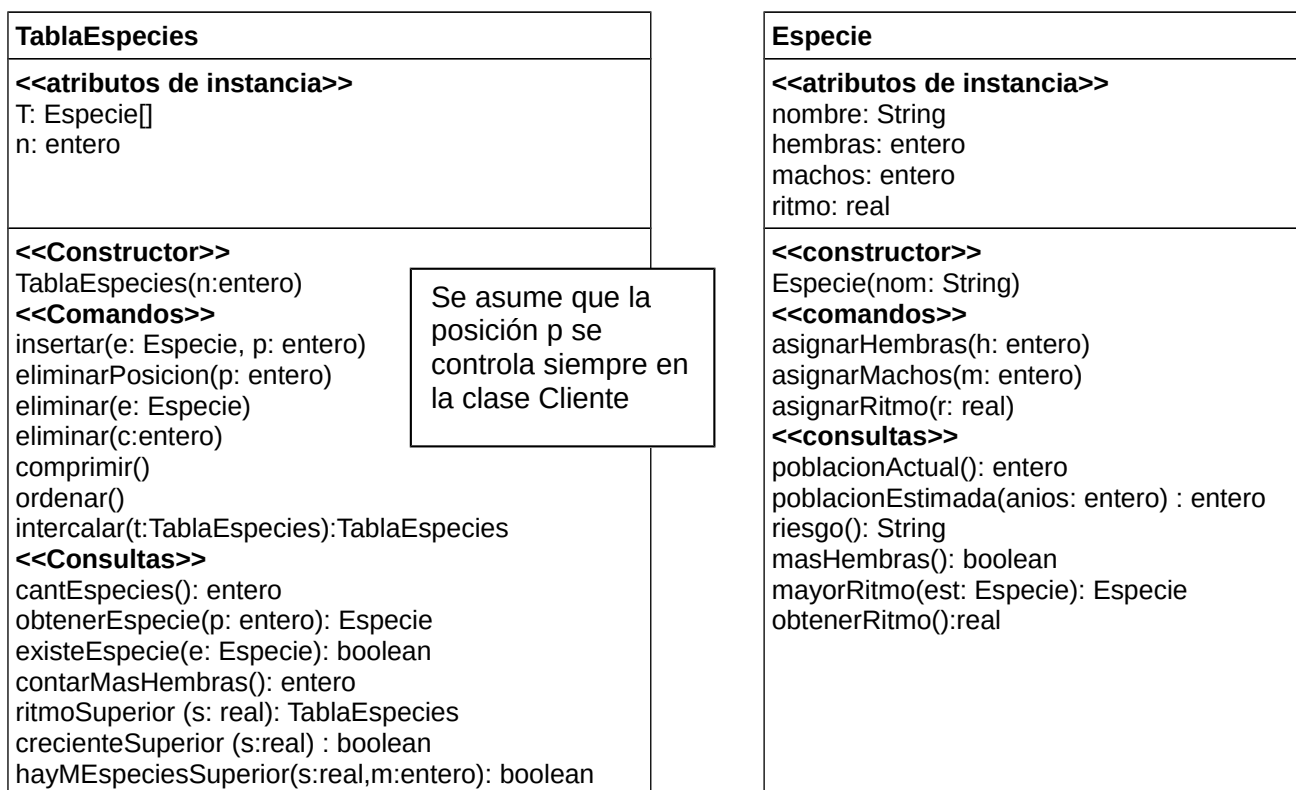 TablaEspecies
<<atributos de instancia>>
T: Especie[]
n: entero
<<Constructor>>
TablaEspecies(n:entero)
<<Comandos>>
insertar(e: Especie, p: entero)
eliminarPosicion(p: entero)
eliminar(e: Especie)
eliminar(c:entero)
comprimir()
ordenar()
intercalar(t:TablaEspecies):TablaEspecies
<<Consultas>>
cantEspecies(): entero
obtenerEspecie(p: entero): Especie
existeEspecie(e: Especie): boolean
contarMasHembras(): entero
ritmoSuperior (s: real): TablaEspecies
crecienteSuperior (s:real) : boolean
hayMEspeciesSuperior(s:real,m:entero): boolean
Se asume que la
posición p se
controla siempre en
la clase Cliente
Especie
<<atributos de instancia>>
nombre: String
hembras: entero
machos: entero
ritmo: real
<<constructor>>
Especie(nom: String)
<<comandos>>
asignarHembras(h: entero)
asignarMachos(m: entero)
asignarRitmo(r: real)
<<consultas>>
poblacionActual(): entero
poblacionEstimada(anios: entero) : entero
riesgo(): String
masHembras(): boolean
mayorRitmo(est: Especie): Especie
obtenerRitmo():real